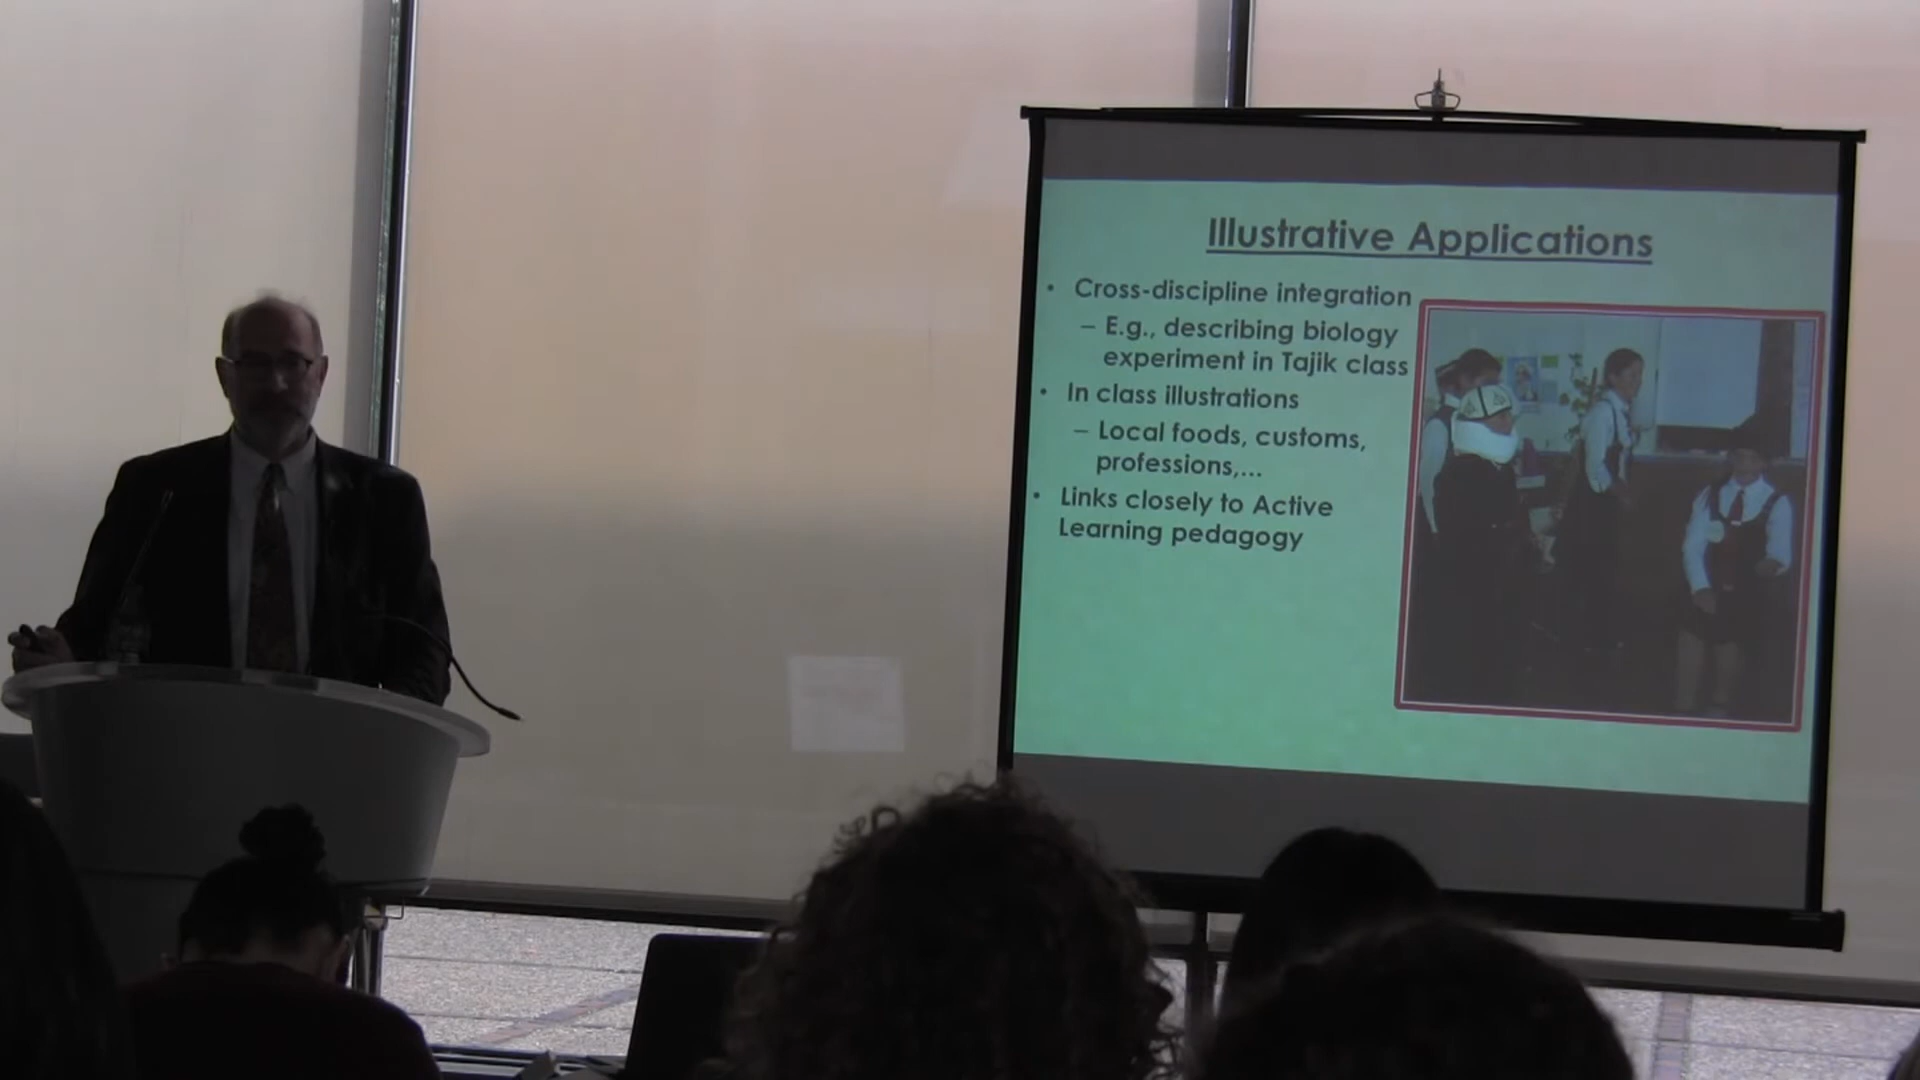 Illustrative Applications
• Cross-discipline integration
– E.g., describing biology
experiment in Tajik class
• In class illustrations
– Local foods, customs,
professions,...
• Links closely to Active
Learning pedagogy